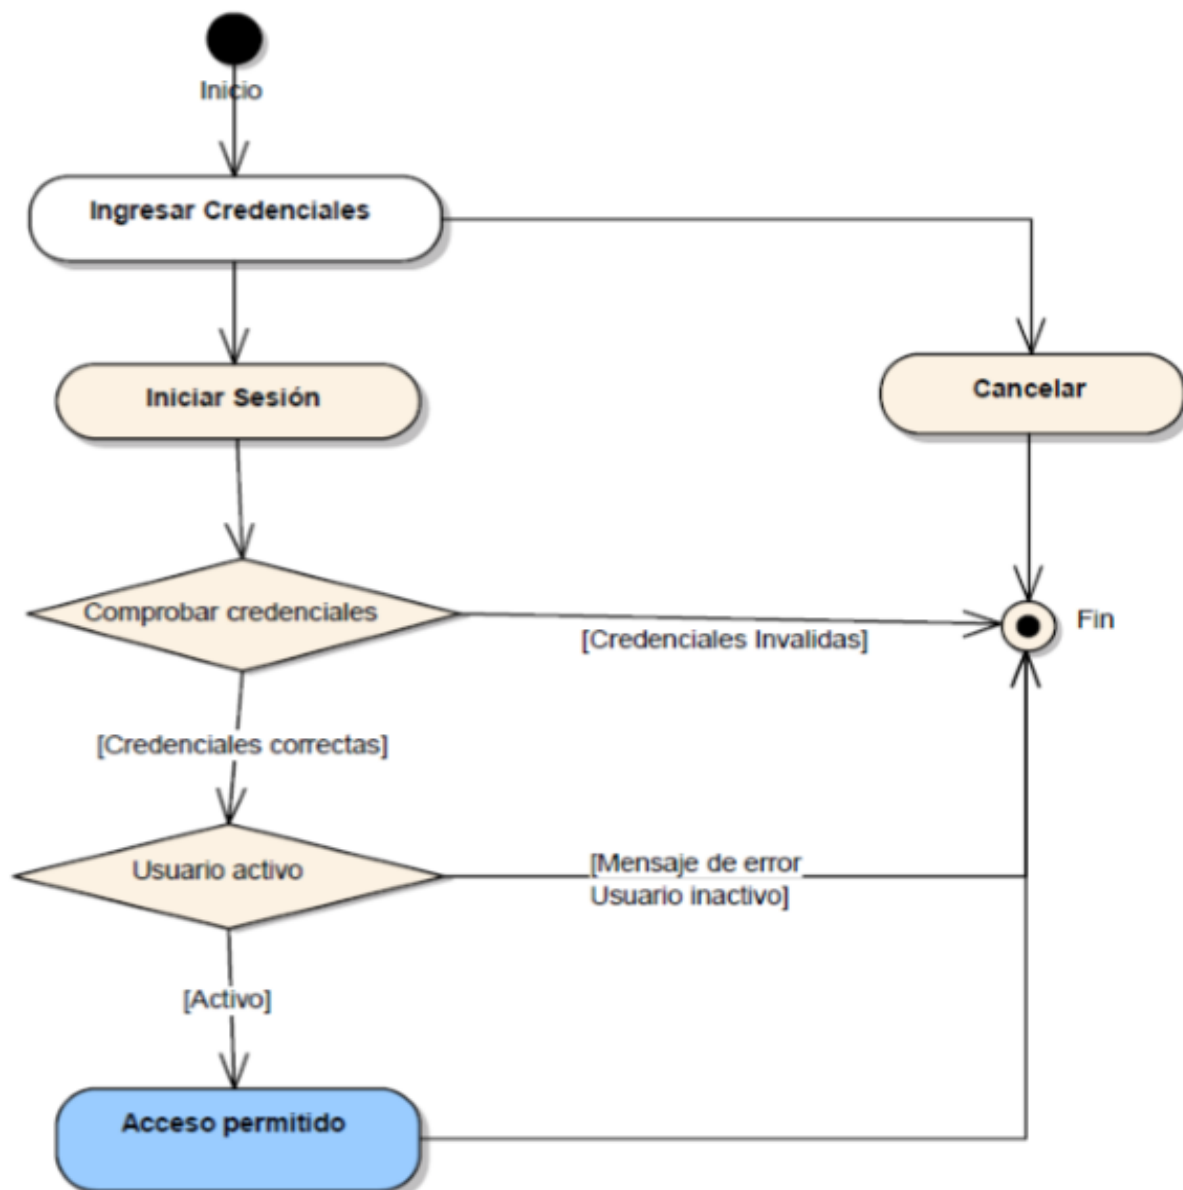 Inicio
Ingresar Credenciales
Iniciar Sesión
Cancelar
Comprobar credenciales
[Credenciales Invalidas]
Fin
[Credenciales correctas]
Usuario activo
[Mensaje de error
Usuario inactivo]
[Activo]
Acceso permitido